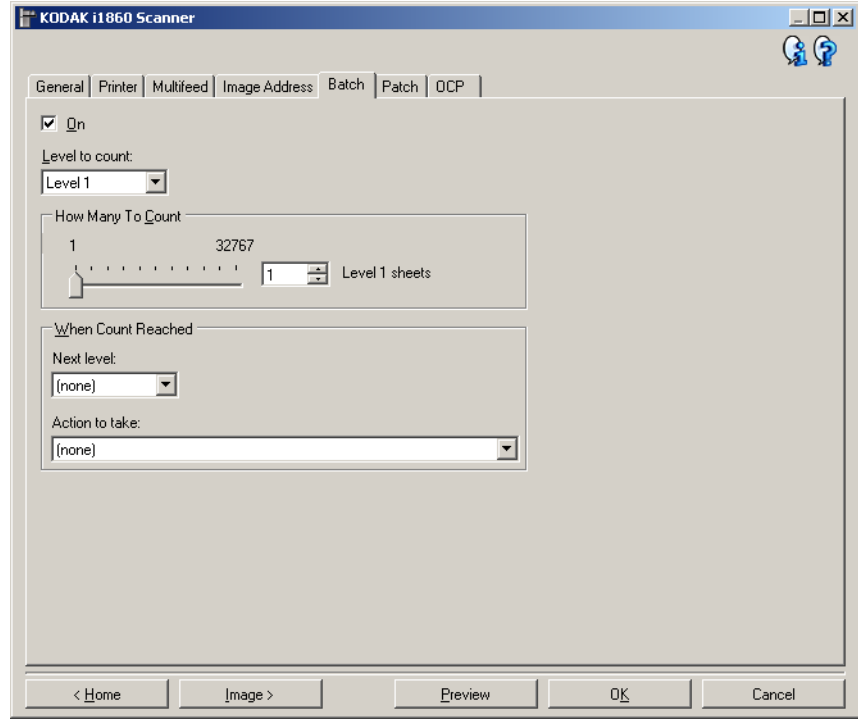 KODAK i1860 Scanner
General Printer Multifeed Image Address Batch Patch OCP
On
Level to count:
Level 1
How Many To Count
1 32767
1 Level 1 sheets
When Count Reached
Next level:
(none)
Action to take:
(none)
< Home Image > Preview OK Cancel